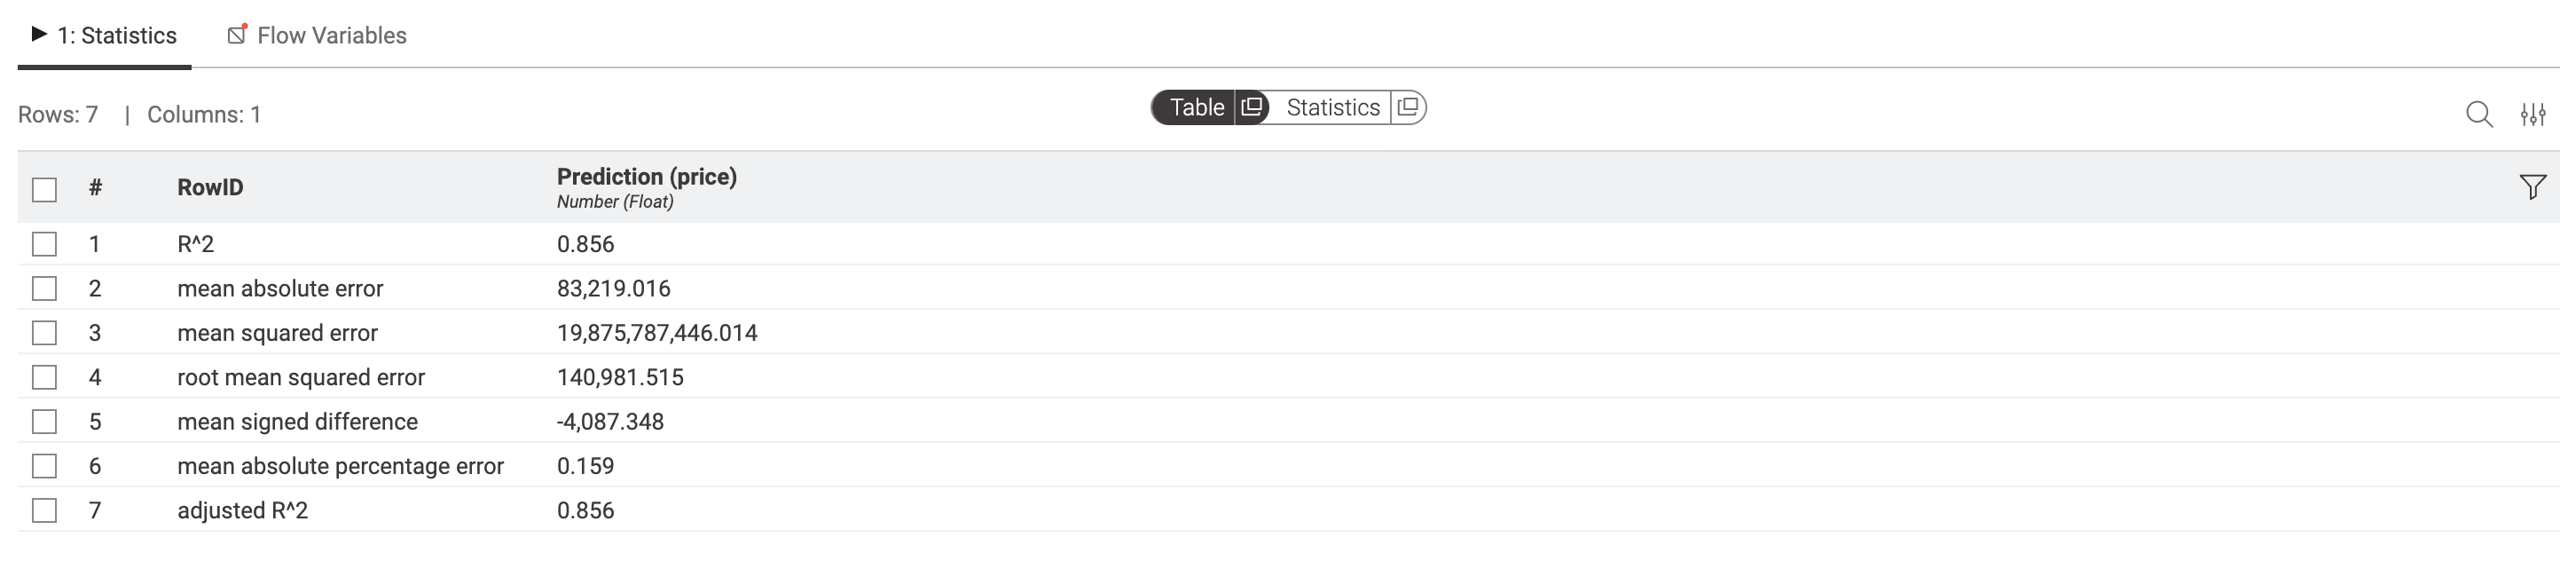 1: Statistics Flow Variables
Rows: 7 | Columns: 1 Table Statistics
# RowID Prediction (price)
Number (Float)
1 R^2 0.856
2 mean absolute error 83,219.016
3 mean squared error 19,875,787,446.014
4 root mean squared error 140,981.515
5 mean signed difference -4,087.348
6 mean absolute percentage error 0.159
7 adjusted R^2 0.856